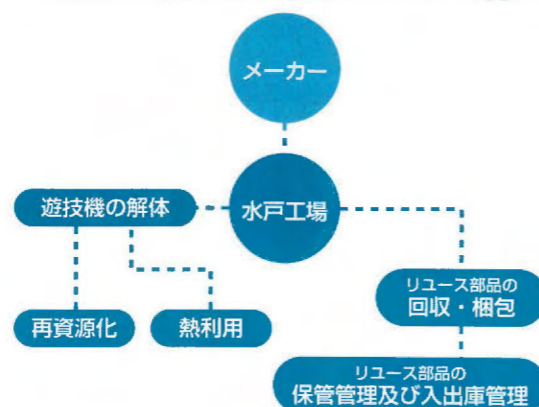 メーカー
水戸工場
遊技機の解体
再資源化
熱利用
リユース部品の
回収・梱包
リユース部品の
保管管理及び入出庫管理